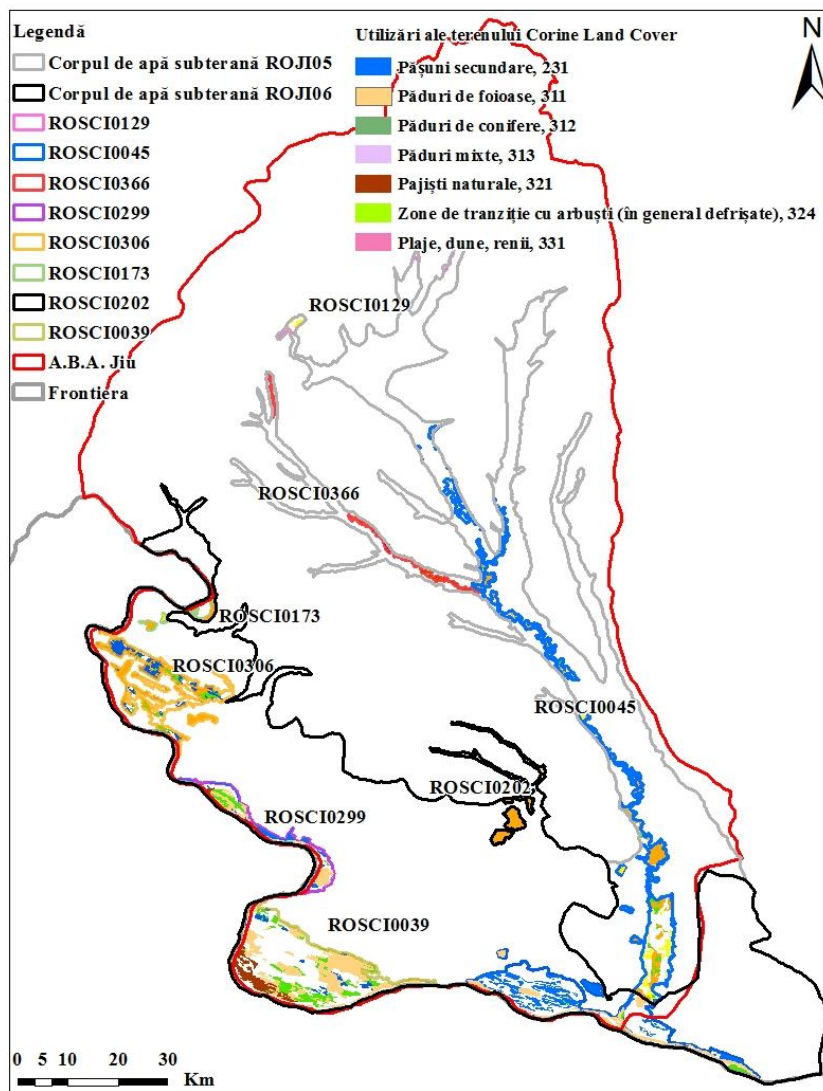 Legendă
Corpul de apă subterană ROJI05
Corpul de apă subterană ROJI06
ROSCI0129
ROSCI0045
ROSCI0366
ROSCI0299
ROSCI0306
ROSCI0173
ROSCI0202
ROSCI0039
A.B.A. Jiu
Frontiera
Utilizări ale terenului Corine Land Cover
Pășuni secundare, 231
Păduri de foioase, 311
Păduri de conifere, 312
Păduri mixte, 313
Pajiști naturale, 321
Zone de tranziție cu arbuști (în general defrișate), 324
Plaje, dune, renii, 331
N
ROSCI0129
ROSCI0366
ROSCI0173
ROSCI0306
ROSCI0045
ROSCI0202
ROSCI0299
ROSCI0039
0 5 10 20 30
Km